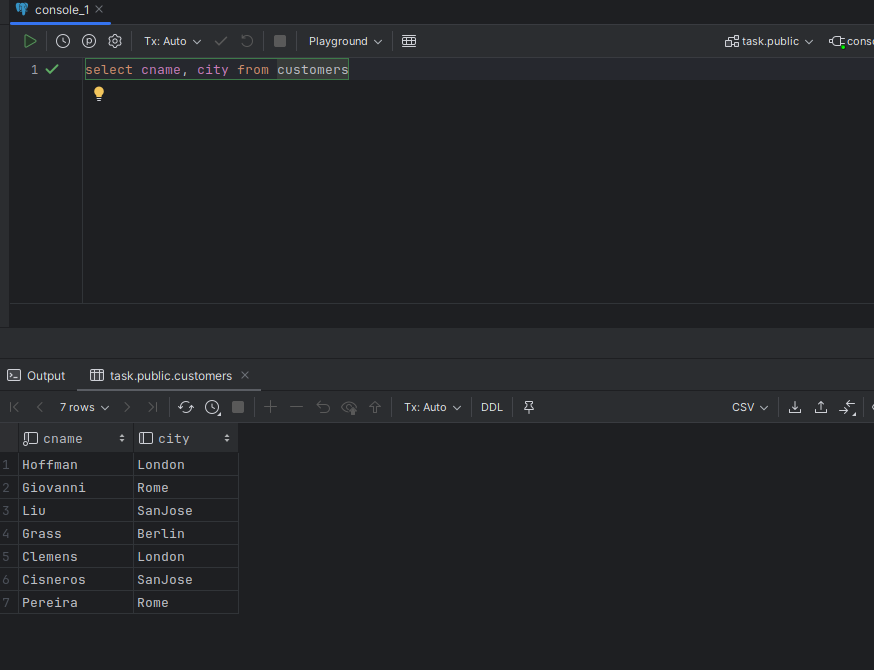 console_1
Tx: Auto Playground task.public
1 select cname, city from customers
Output task.public.customers
7 rows Tx: Auto DDL CSV
cname city
1 Hoffman London
2 Giovanni Rome
3 Liu SanJose
4 Grass Berlin
5 Clemens London
6 Cisneros SanJose
7 Pereira Rome